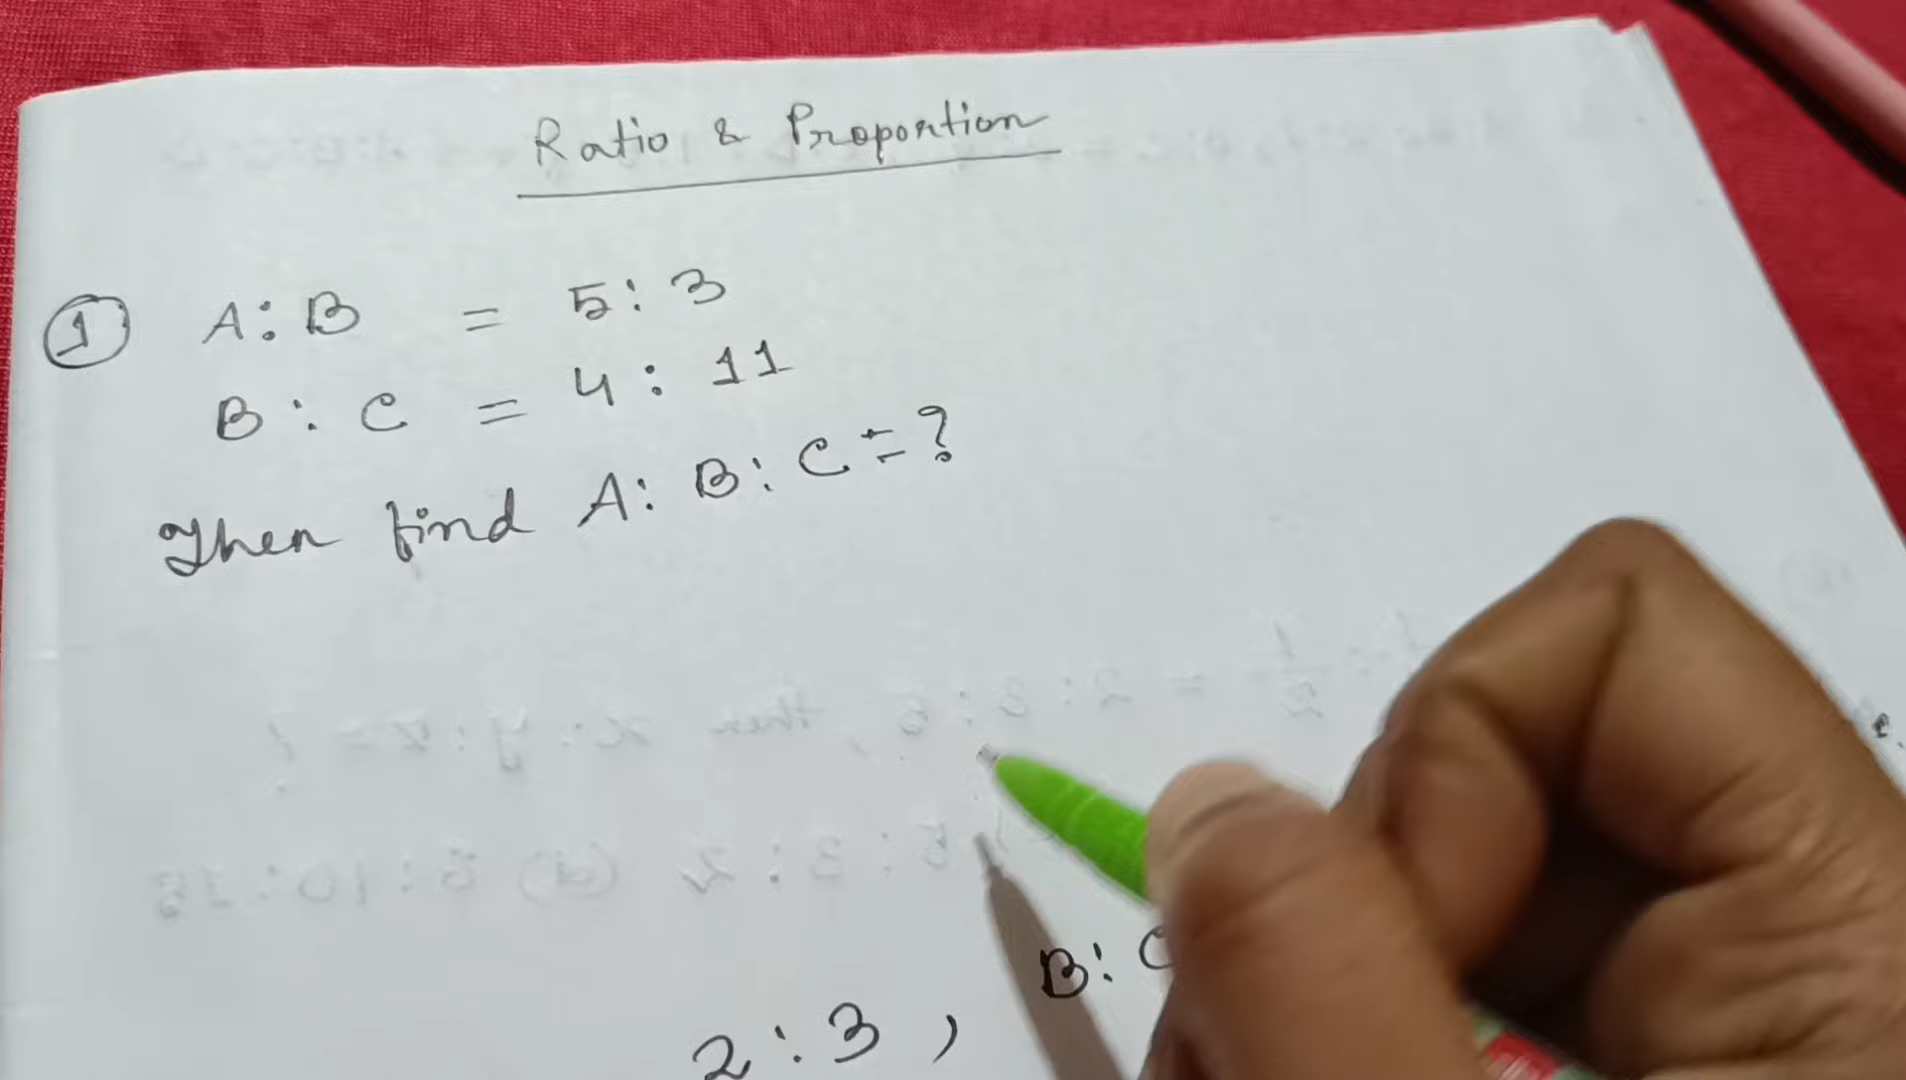 Ratio & Proportion
① A:B = 5:3
B:C = 4:11
Then find A:B:C=?
B:C
2:3,